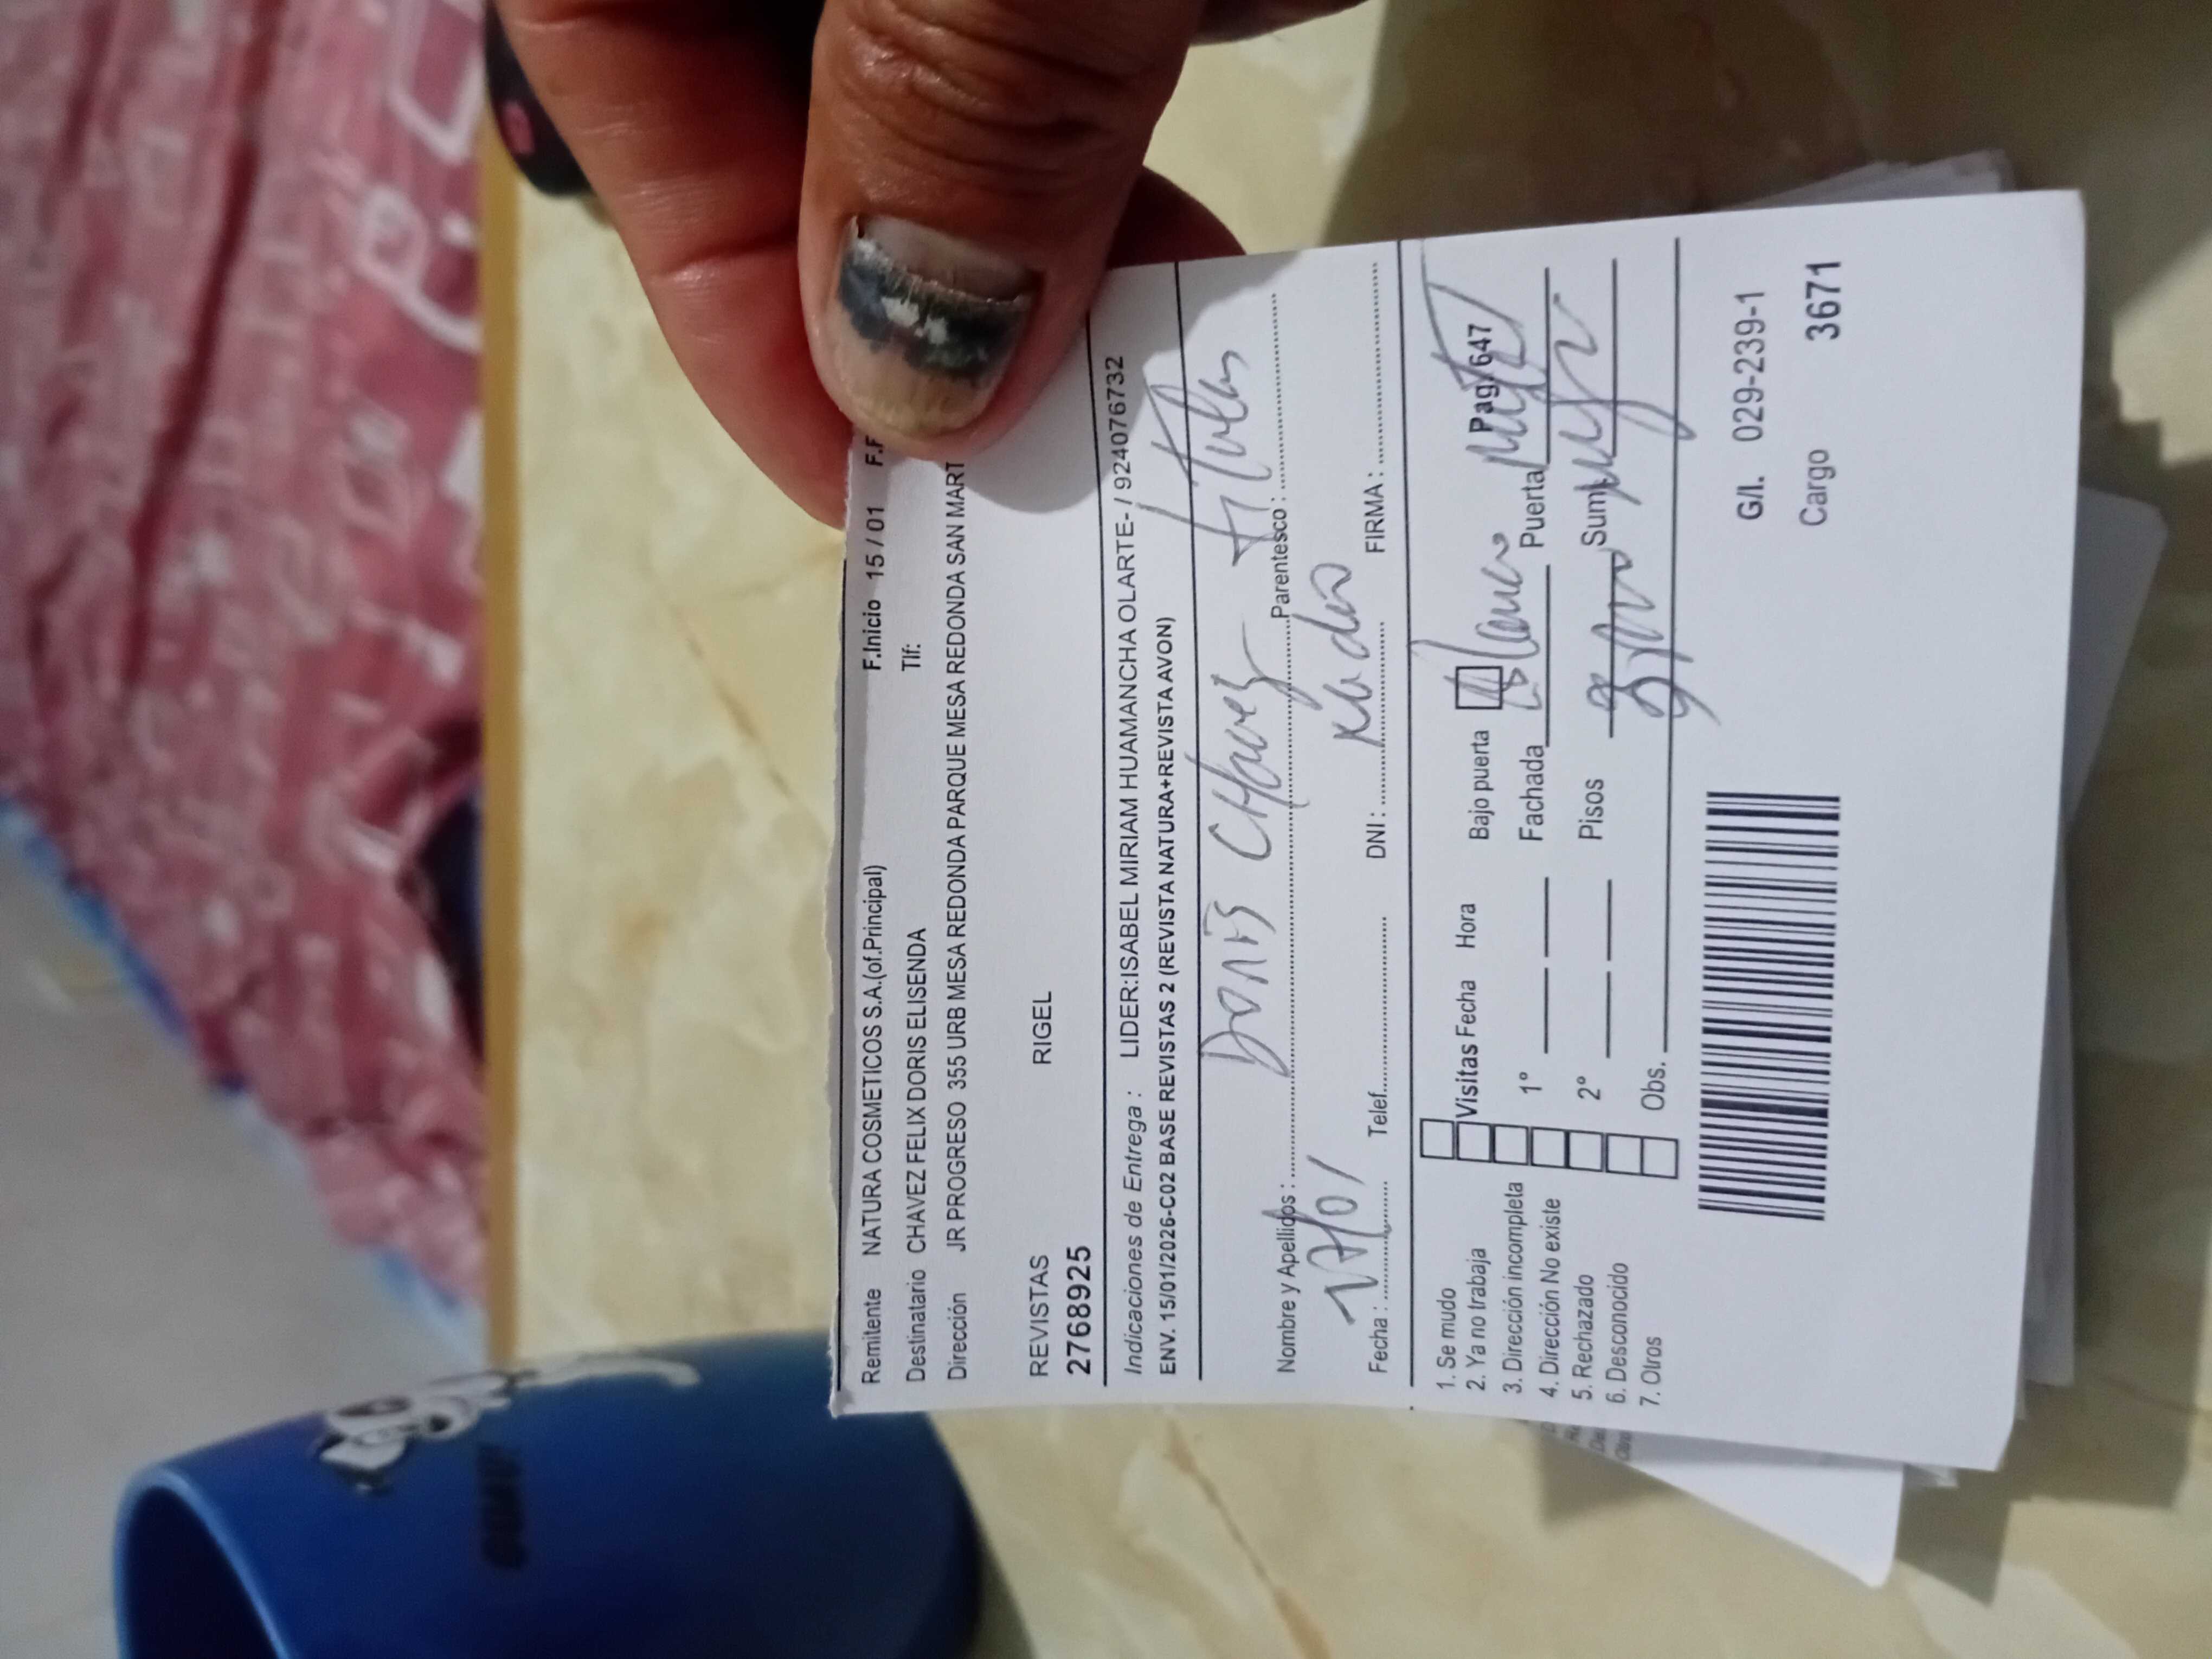 Remitente NATURA COSMETICOS S.A.(of.Principal) F.Inicio 15 / 01
Destinatario CHAVEZ FELIX DORIS ELISENDA Tlf:
Dirección JR PROGRESO 355 URB MESA REDONDA PARQUE MESA REDONDA SAN MART
REVISTAS RIGEL
2768925
Indicaciones de Entrega : LIDER:ISABEL MIRIAM HUAMANCHA OLARTE- / 924076732
ENV. 15/01/2026-C02 BASE REVISTAS 2 (REVISTA NATURA+REVISTA AVON)
Nombre y Apellidos : Doris CHavez Parentesco : titular
Fecha : 17/01 Telef. DNI : FIRMA :
1. Se mudo
2. Ya no trabaja
3. Dirección incompleta
4. Dirección No existe
5. Rechazado
6. Desconocido
7. Otros
Visitas Fecha Hora Bajo puerta Pag. 647
1º Fachada blanco Puerta
2º Pisos Sum
Obs.
G/I. 029-239-1
Cargo 3671